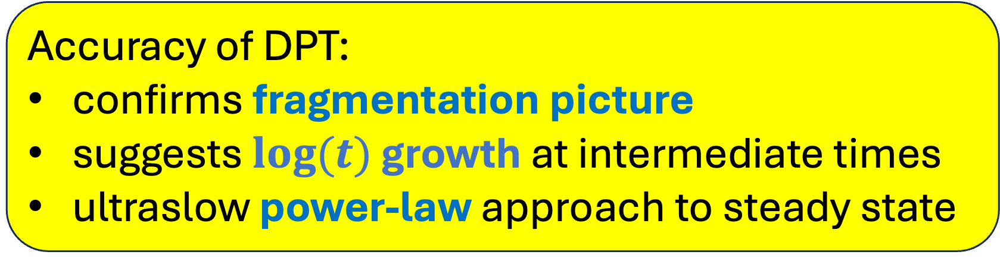 Accuracy of DPT:
• confirms fragmentation picture
• suggests log(t) growth at intermediate times
• ultraslow power-law approach to steady state